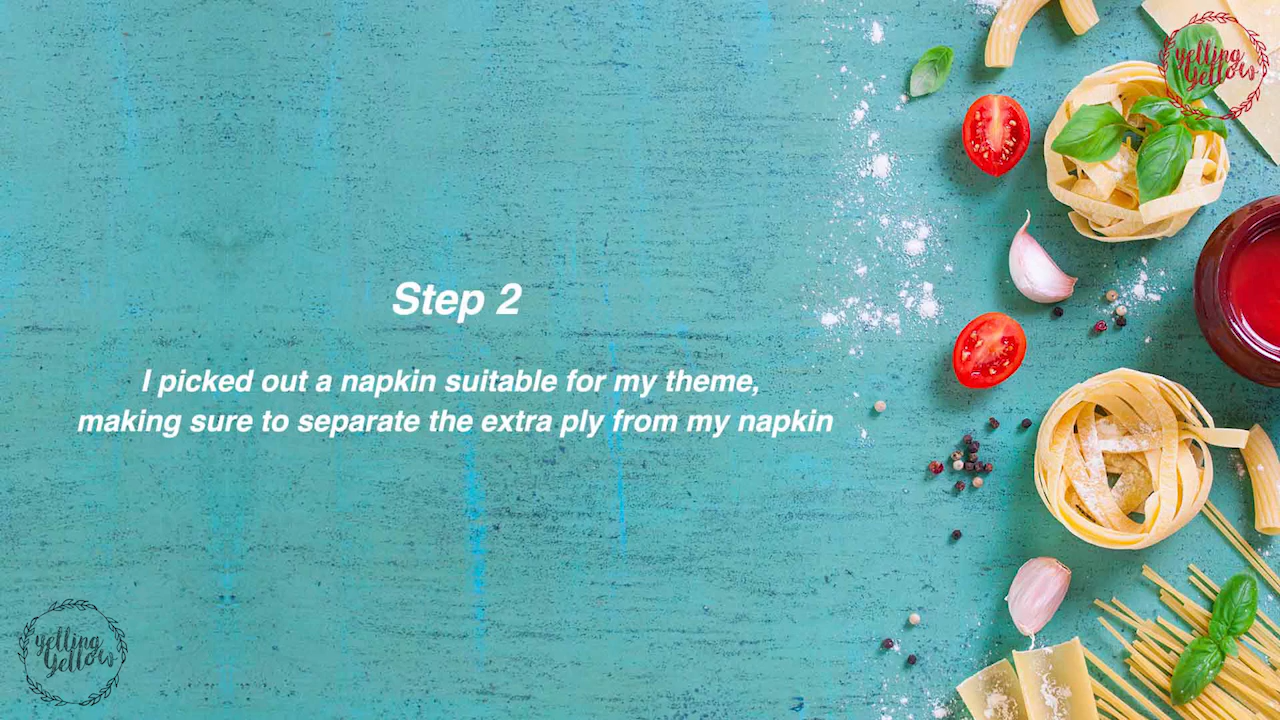 yelling
yellow
Step 2
I picked out a napkin suitable for my theme,
making sure to separate the extra ply from my napkin
yelling
yellow